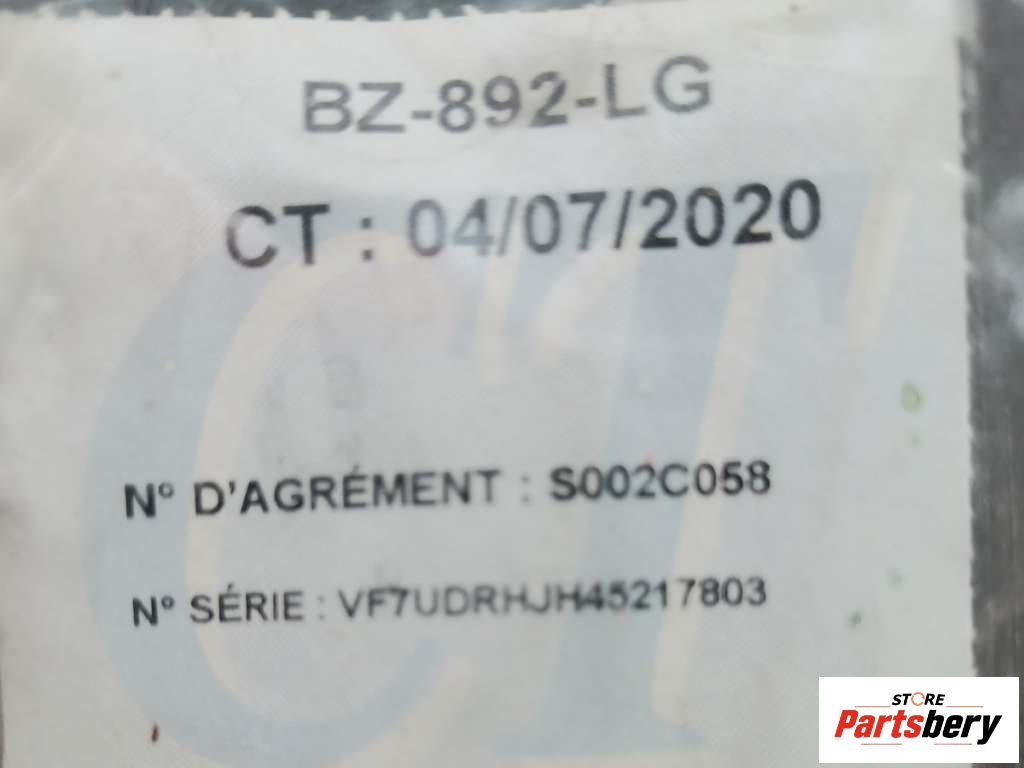 BZ-892-LG
CT : 04/07/2020
N° D'AGRÉMENT : S002C058
N° SÉRIE : VF7UDRHJH45217803
STORE
Partsbery